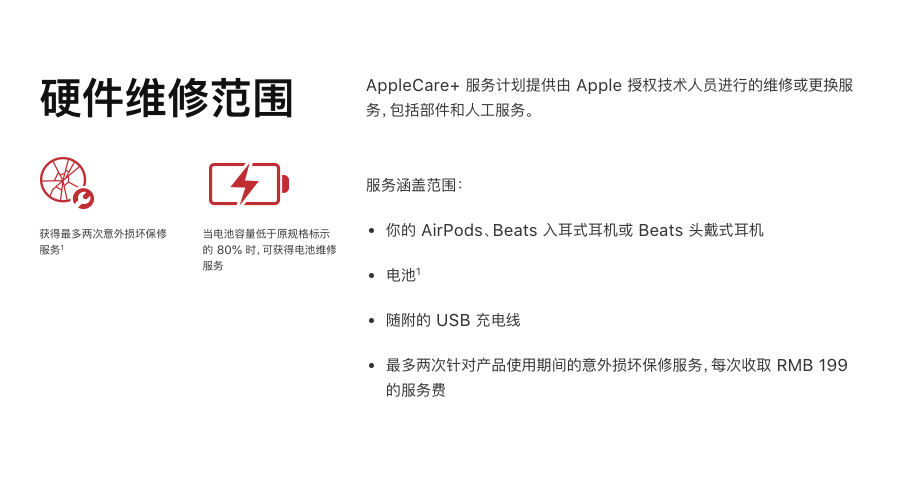 硬件维修范围
获得最多两次意外损坏保修
服务¹
当电池容量低于原规格标示
的 80% 时，可获得电池维修
服务
AppleCare+ 服务计划提供由 Apple 授权技术人员进行的维修或更换服
务，包括部件和人工服务。
服务涵盖范围：
• 你的 AirPods、Beats 入耳式耳机或 Beats 头戴式耳机
• 电池¹
• 随附的 USB 充电线
• 最多两次针对产品使用期间的意外损坏保修服务，每次收取 RMB 199
的服务费